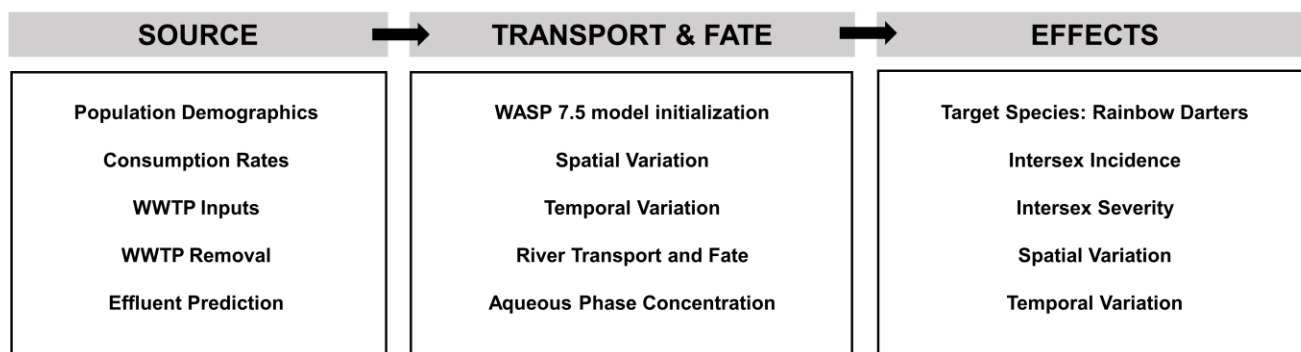 SOURCE
TRANSPORT & FATE
EFFECTS
Population Demographics
Consumption Rates
WWTP Inputs
WWTP Removal
Effluent Prediction
WASP 7.5 model initialization
Spatial Variation
Temporal Variation
River Transport and Fate
Aqueous Phase Concentration
Target Species: Rainbow Darters
Intersex Incidence
Intersex Severity
Spatial Variation
Temporal Variation